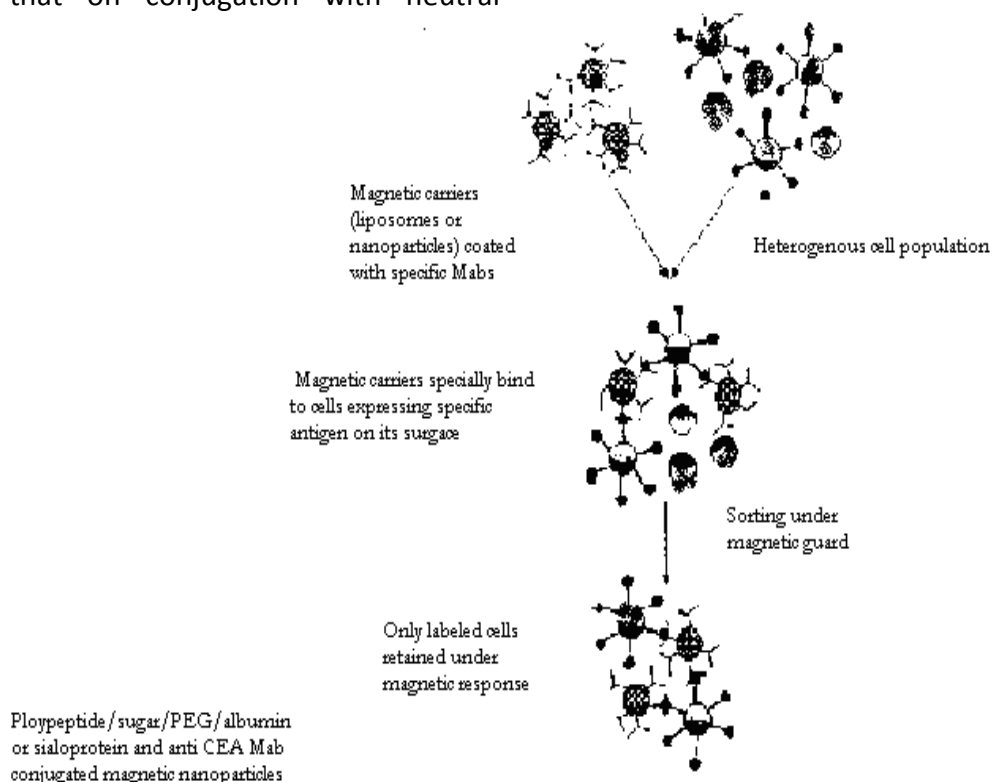 that on conjugation with neutral
Magnetic carriers
(liposomes or
nanoparticles) coated
with specific Mabs
Heterogenous cell population
Magnetic carriers specially bind
to cells expressing specific
antigen on its surgace
Sorting under
magnetic guard
Only labeled cells
retained under
magnetic response
Ploypeptide/sugar/PEG/albumin
or sialoprotein and anti CEA Mab
conjugated magnetic nanoparticles